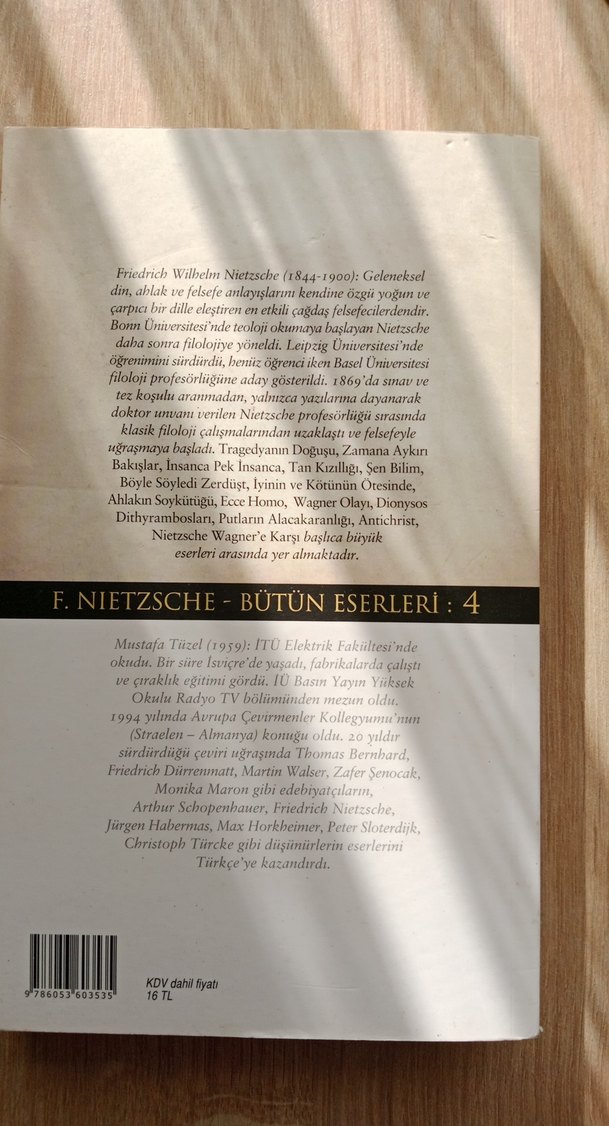 Friedrich Wilhelm Nietzsche (1844-1900): Geleneksel
din, ahlak ve felsefe anlayışlarını kendine özgü yoğun ve
çarpıcı bir dille eleştiren en etkili çağdaş felsefecilerdendir.
Bonn Üniversitesi'nde teoloji okumaya başlayan Nietzsche
daha sonra filolojiye yöneldi. Leipzig Üniversitesi'nde
öğrenimini sürdürdü, henüz öğrenci iken Basel Üniversitesi
filoloji profesörlüğüne aday gösterildi. 1869'da sınav ve
tez koşulu aranmadan, yalnızca yazılarına dayanarak
doktor unvanı verilen Nietzsche profesörlüğü sırasında
klasik filoloji çalışmalarından uzaklaştı ve felsefeyle
uğraşmaya başladı. Tragedyanın Doğuşu, Zamana Aykırı
Bakışlar, İnsanca Pek İnsanca, Tan Kızıllığı, Şen Bilim,
Böyle Söyledi Zerdüşt, İyinin ve Kötünün Ötesinde,
Ahlakın Soykütüğü, Ecce Homo, Wagner Olayı, Dionysos
Dithyrambosları, Putların Alacakaranlığı, Antichrist,
Nietzsche Wagner'e Karşı başlıca büyük
eserleri arasında yer almaktadır.
F. NIETZSCHE - BÜTÜN ESERLERİ : 4
Mustafa Tüzel (1959): İTÜ Elektrik Fakültesi'nde
okudu. Bir süre İsviçre'de yaşadı, fabrikalarda çalıştı
ve çıraklık eğitimi gördü. İÜ Basın Yayın Yüksek
Okulu Radyo TV bölümünden mezun oldu.
1994 yılında Avrupa Çevirmenler Kollegyumu'nun
(Straelen – Almanya) konuğu oldu. 20 yıldır
sürdürdüğü çeviri uğraşında Thomas Bernhard,
Friedrich Dürrenmatt, Martin Walser, Zafer Şenocak,
Monika Maron gibi edebiyatçıların,
Arthur Schopenhauer, Friedrich Nietzsche,
Jürgen Habermas, Max Horkheimer, Peter Sloterdijk,
Christoph Türcke gibi düşünürlerin eserlerini
Türkçe'ye kazandırdı.
KDV dahil fiyatı
16 TL
9 786053 603535